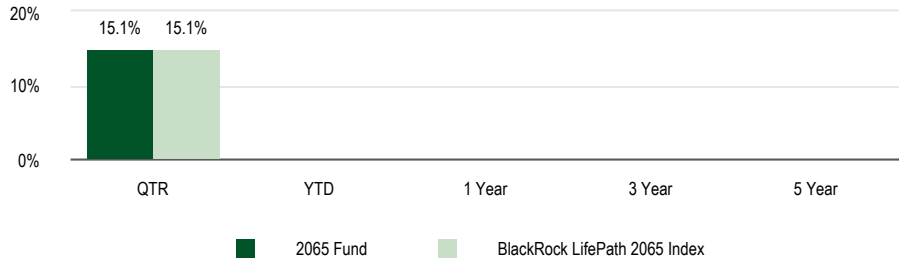 20%
15.1% 15.1%
10%
0%
QTR YTD 1 Year 3 Year 5 Year
2065 Fund BlackRock LifePath 2065 Index